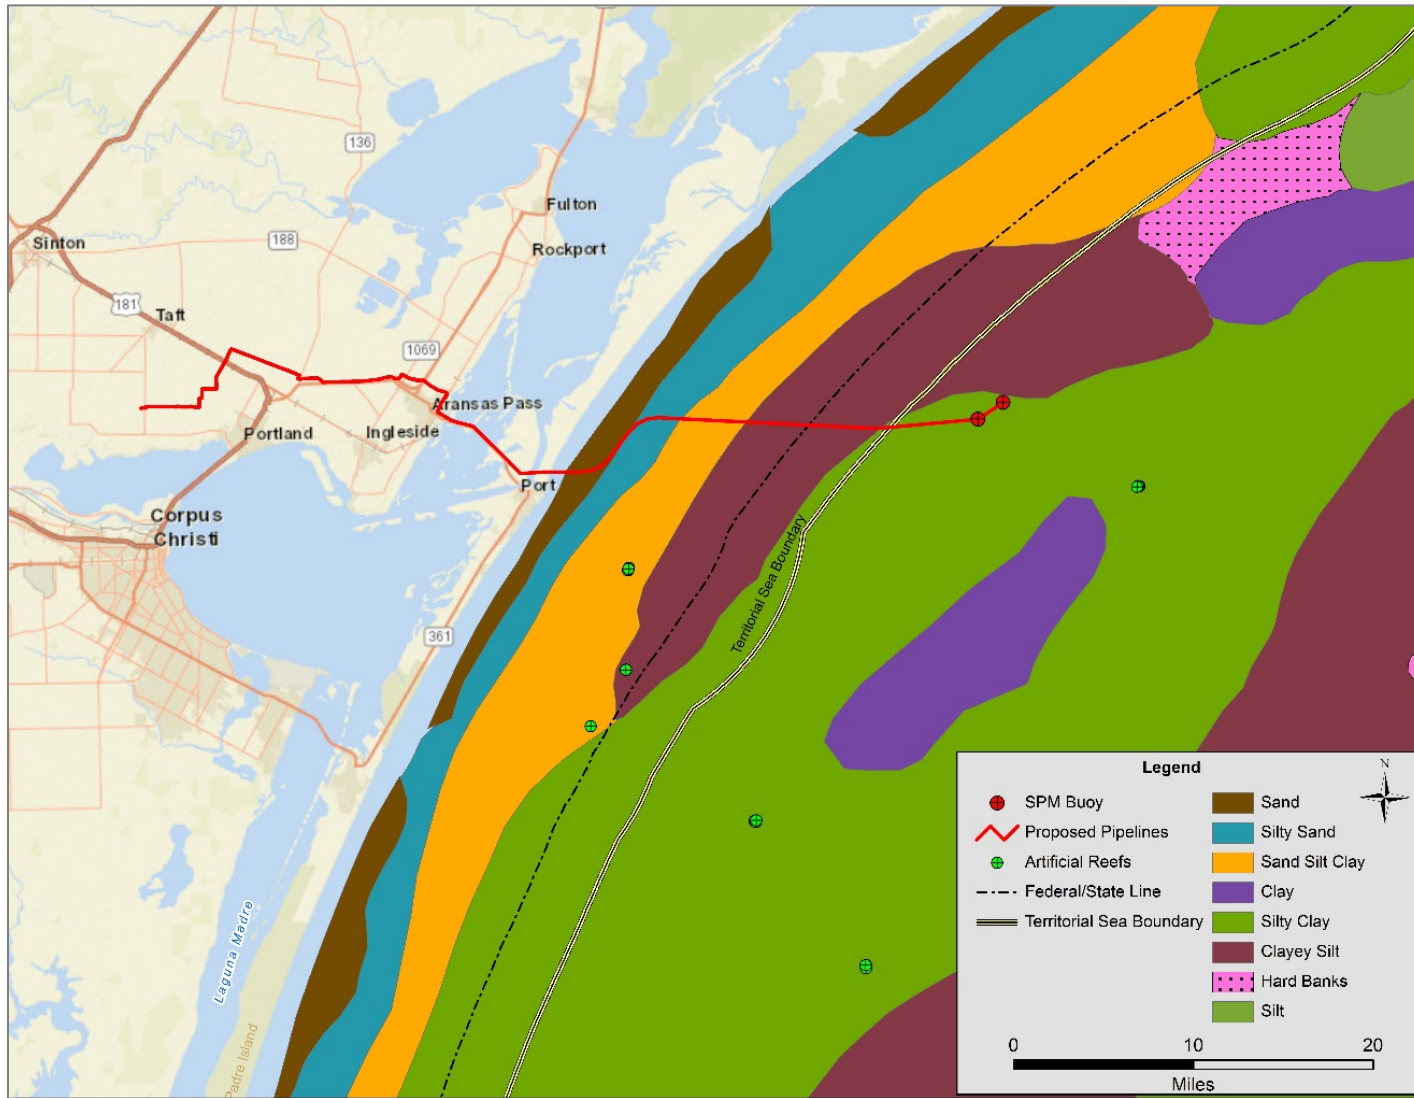 136
Fulton
188
Rockport
Sinton
181
Taft
1069
Aransas Pass
Portland
Ingleside
Port
Corpus
Christi
361
Territorial Sea Boundary
Laguna Madre
Padre Island
Legend
N
SPM Buoy
Proposed Pipelines
Artificial Reefs
Federal/State Line
Territorial Sea Boundary
Sand
Silty Sand
Sand Silt Clay
Clay
Silty Clay
Clayey Silt
Hard Banks
Silt
0 10 20
Miles